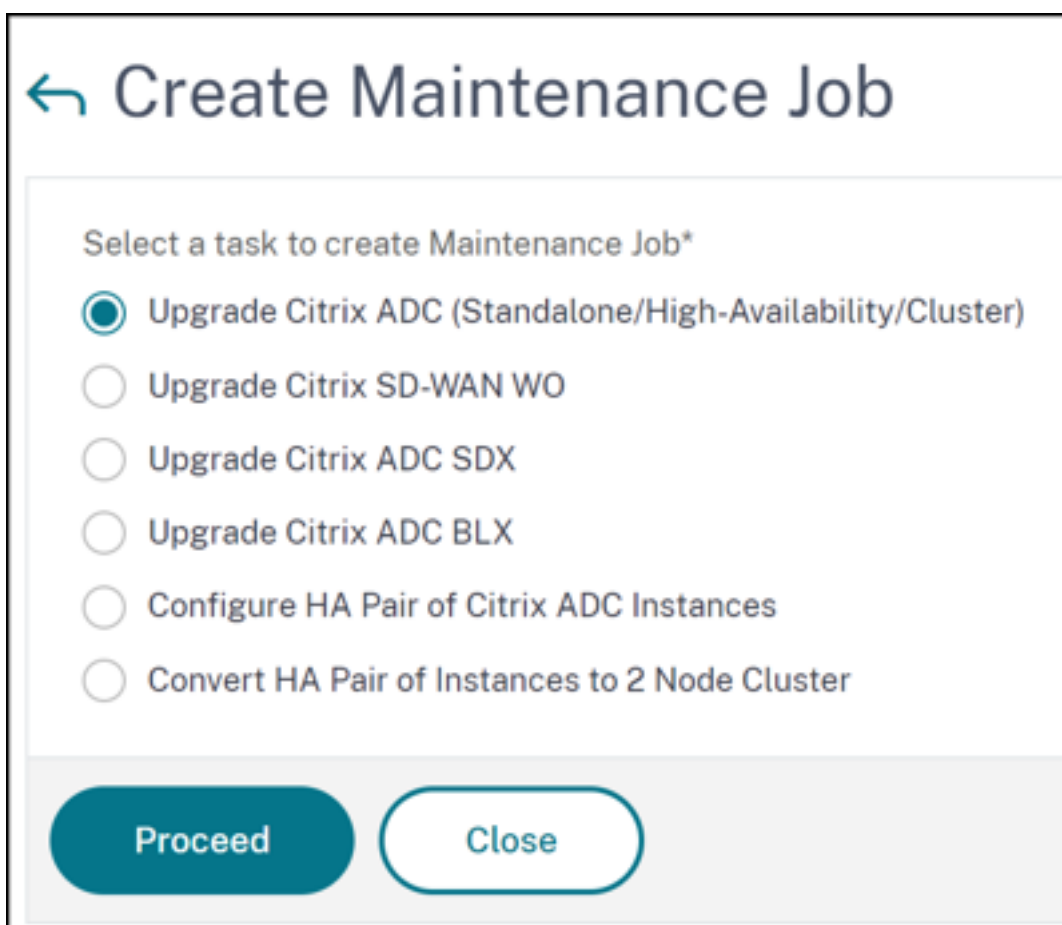 Create Maintenance Job
Select a task to create Maintenance Job*
Upgrade Citrix ADC (Standalone/High-Availability/Cluster)
Upgrade Citrix SD-WAN WO
Upgrade Citrix ADC SDX
Upgrade Citrix ADC BLX
Configure HA Pair of Citrix ADC Instances
Convert HA Pair of Instances to 2 Node Cluster
Proceed Close